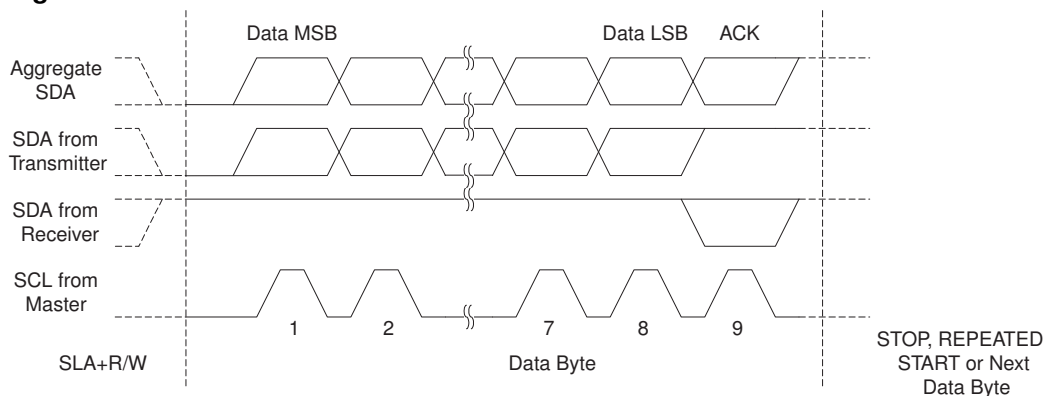 Data MSB
Data LSB
ACK
Aggregate
SDA
SDA from
Transmitter
SDA from
Receiver
SCL from
Master
1
2
7
8
9
SLA+R/W
Data Byte
STOP, REPEATED
START or Next
Data Byte